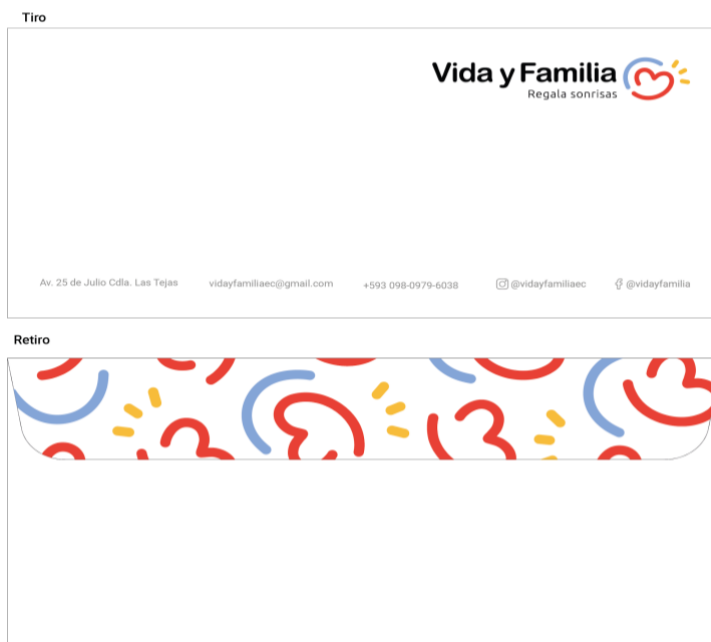 Tiro
Vida y Familia
Regala sonrisas
Av. 25 de Julio Cdla. Las Tejas vidayfamiliaec@gmail.com +593 098-0979-6038 @vidayfamiliaec @vidayfamilia
Retiro